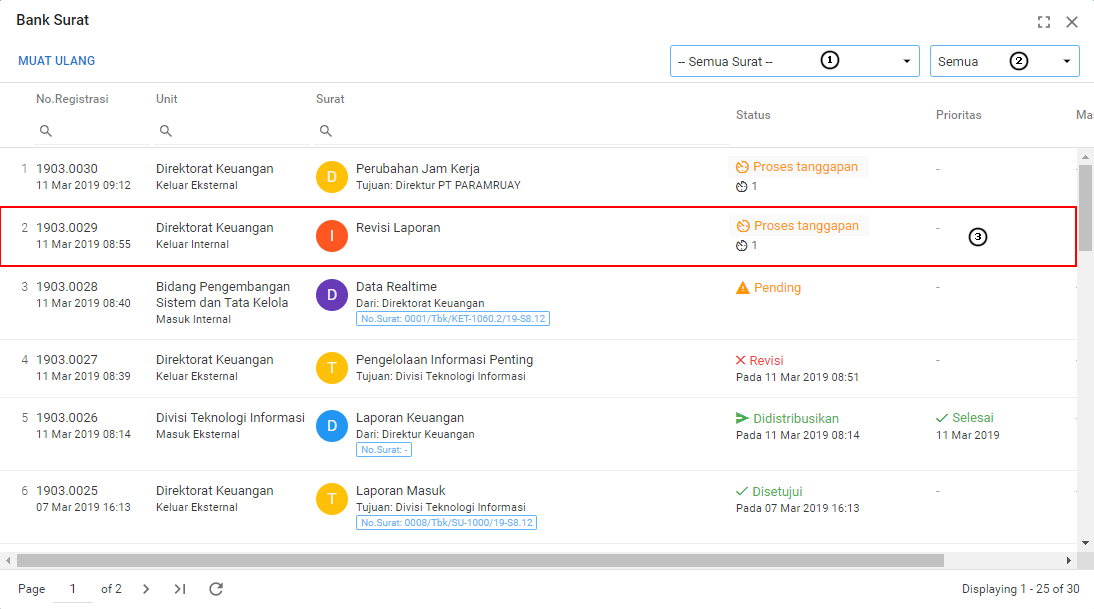 Bank Surat
MUAT ULANG
-- Semua Surat --
1
Semua
2
No.Registrasi
Unit
Surat
Status
Prioritas
Ma
1
1903.0030
11 Mar 2019 09:12
Direktorat Keuangan
Keluar Eksternal
D
Perubahan Jam Kerja
Tujuan: Direktur PT PARAMRUAY
Proses tanggapan
1
-
2
1903.0029
11 Mar 2019 08:55
Direktorat Keuangan
Keluar Internal
I
Revisi Laporan
Proses tanggapan
1
-
3
3
1903.0028
11 Mar 2019 08:40
Bidang Pengembangan
Sistem dan Tata Kelola
Masuk Internal
D
Data Realtime
Dari: Direktorat Keuangan
No.Surat: 0001/Tbk/KET-1060.2/19-S8.12
Pending
-
4
1903.0027
11 Mar 2019 08:39
Direktorat Keuangan
Keluar Eksternal
T
Pengelolaan Informasi Penting
Tujuan: Divisi Teknologi Informasi
Revisi
Pada 11 Mar 2019 08:51
-
5
1903.0026
11 Mar 2019 08:14
Divisi Teknologi Informasi
Masuk Eksternal
D
Laporan Keuangan
Dari: Direktur Keuangan
No.Surat: -
Didistribusikan
Pada 11 Mar 2019 08:14
Selesai
11 Mar 2019
6
1903.0025
07 Mar 2019 16:13
Direktorat Keuangan
Keluar Eksternal
T
Laporan Masuk
Tujuan: Divisi Teknologi Informasi
No.Surat: 0008/Tbk/SU-1000/19-S8.12
Disetujui
Pada 07 Mar 2019 16:13
-
Page 1 of 2
Displaying 1 - 25 of 30